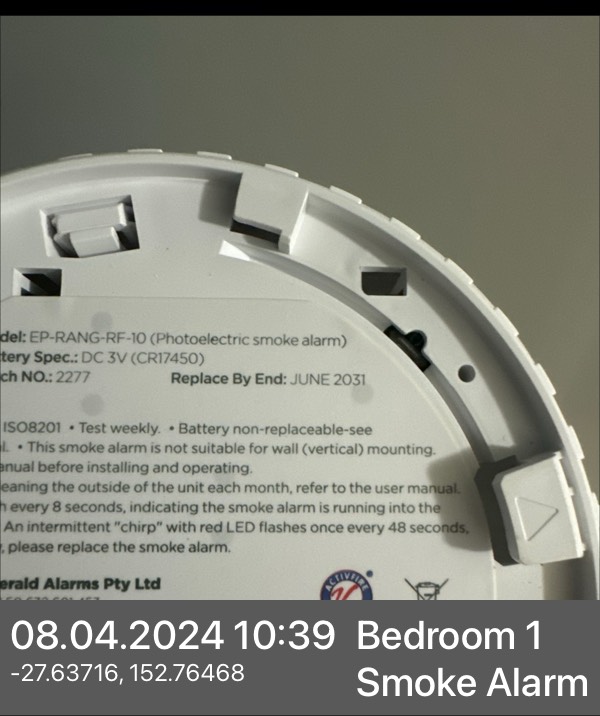 del: EP-RANG-RF-10 (Photoelectric smoke alarm)
tery Spec.: DC 3V (CR17450)
ch NO.: 2277 Replace By End: JUNE 2031
ISO8201 • Test weekly. • Battery non-replaceable-see
l. • This smoke alarm is not suitable for wall (vertical) mounting.
anual before installing and operating.
eaning the outside of the unit each month, refer to the user manual.
h every 8 seconds, indicating the smoke alarm is running into the
An intermittent "chirp" with red LED flashes once every 48 seconds,
, please replace the smoke alarm.
erald Alarms Pty Ltd
ACTIVFIRE®
08.04.2024 10:39 Bedroom 1
-27.63716, 152.76468
Smoke Alarm